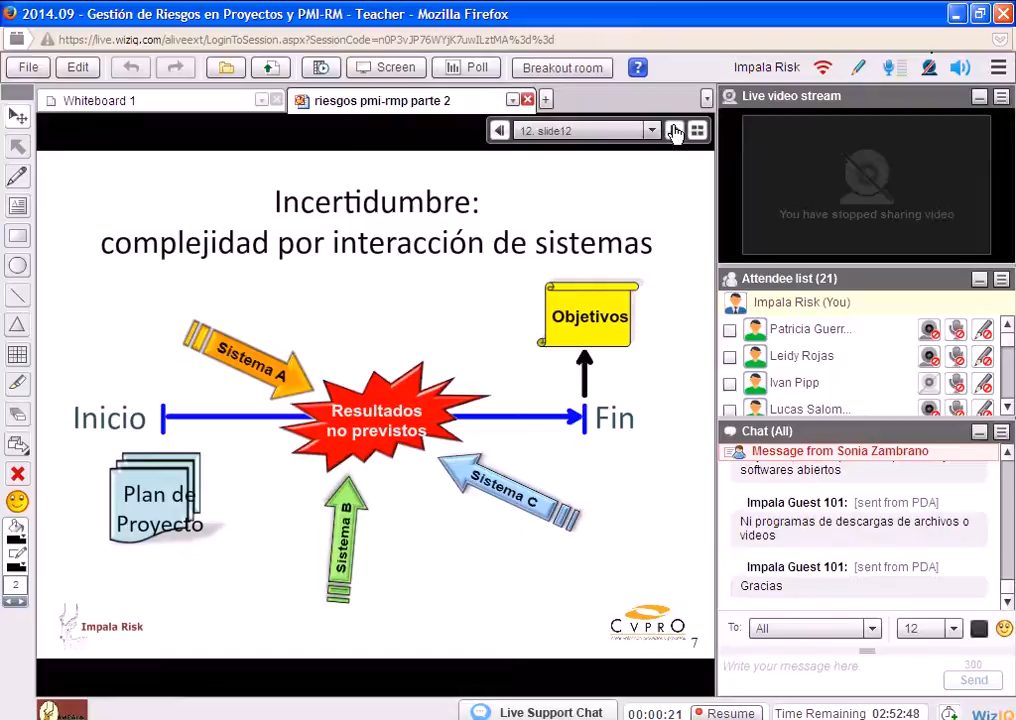 2014.09 - Gestión de Riesgos en Proyectos y PMI-RM - Teacher - Mozilla Firefox
https://live.wiziq.com/aliveext/LoginToSession.aspx?SessionCode=n0P3vJP76WYjK7uwILztMA%3d%3d
File
Edit
Screen
Poll
Breakout room
?
Impala Risk
Whiteboard 1
riesgos pmi-rmp parte 2
+
12. slide12
Incertidumbre:
complejidad por interacción de sistemas
Objetivos
Sistema A
Inicio
Resultados
no previstos
Fin
Plan de
Proyecto
Sistema B
Sistema C
Impala Risk
CVPRO
7
2
Live video stream
You have stopped sharing video
Attendee list (21)
Impala Risk (You)
Patricia Guerr...
Leidy Rojas
Ivan Pipp
Lucas Salom...
Chat (All)
Message from Sonia Zambrano
softwares abiertos
Impala Guest 101: [sent from PDA]
Ni programas de descargas de archivos o
videos
Impala Guest 101: [sent from PDA]
Gracias
To:
All
12
Write your message here
300
Send
Live Support Chat
00:00:21
Resume
Time Remaining
02:52:48
WizIQ